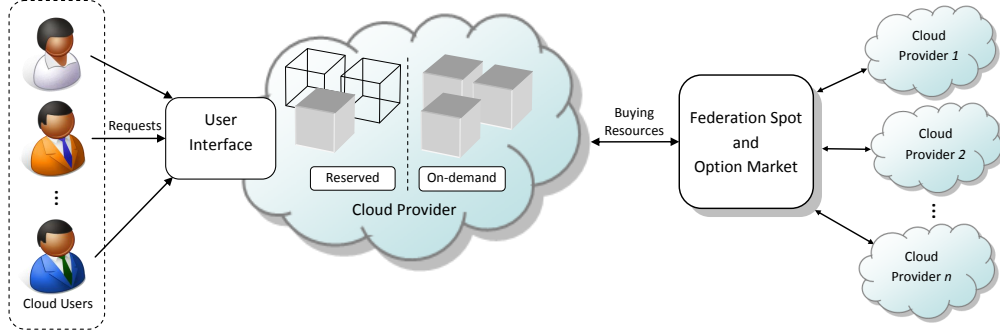 Cloud Users
Requests
User
Interface
Reserved
On-demand
Cloud Provider
Buying
Resources
Federation Spot
and
Option Market
Cloud
Provider 1
Cloud
Provider 2
Cloud
Provider n